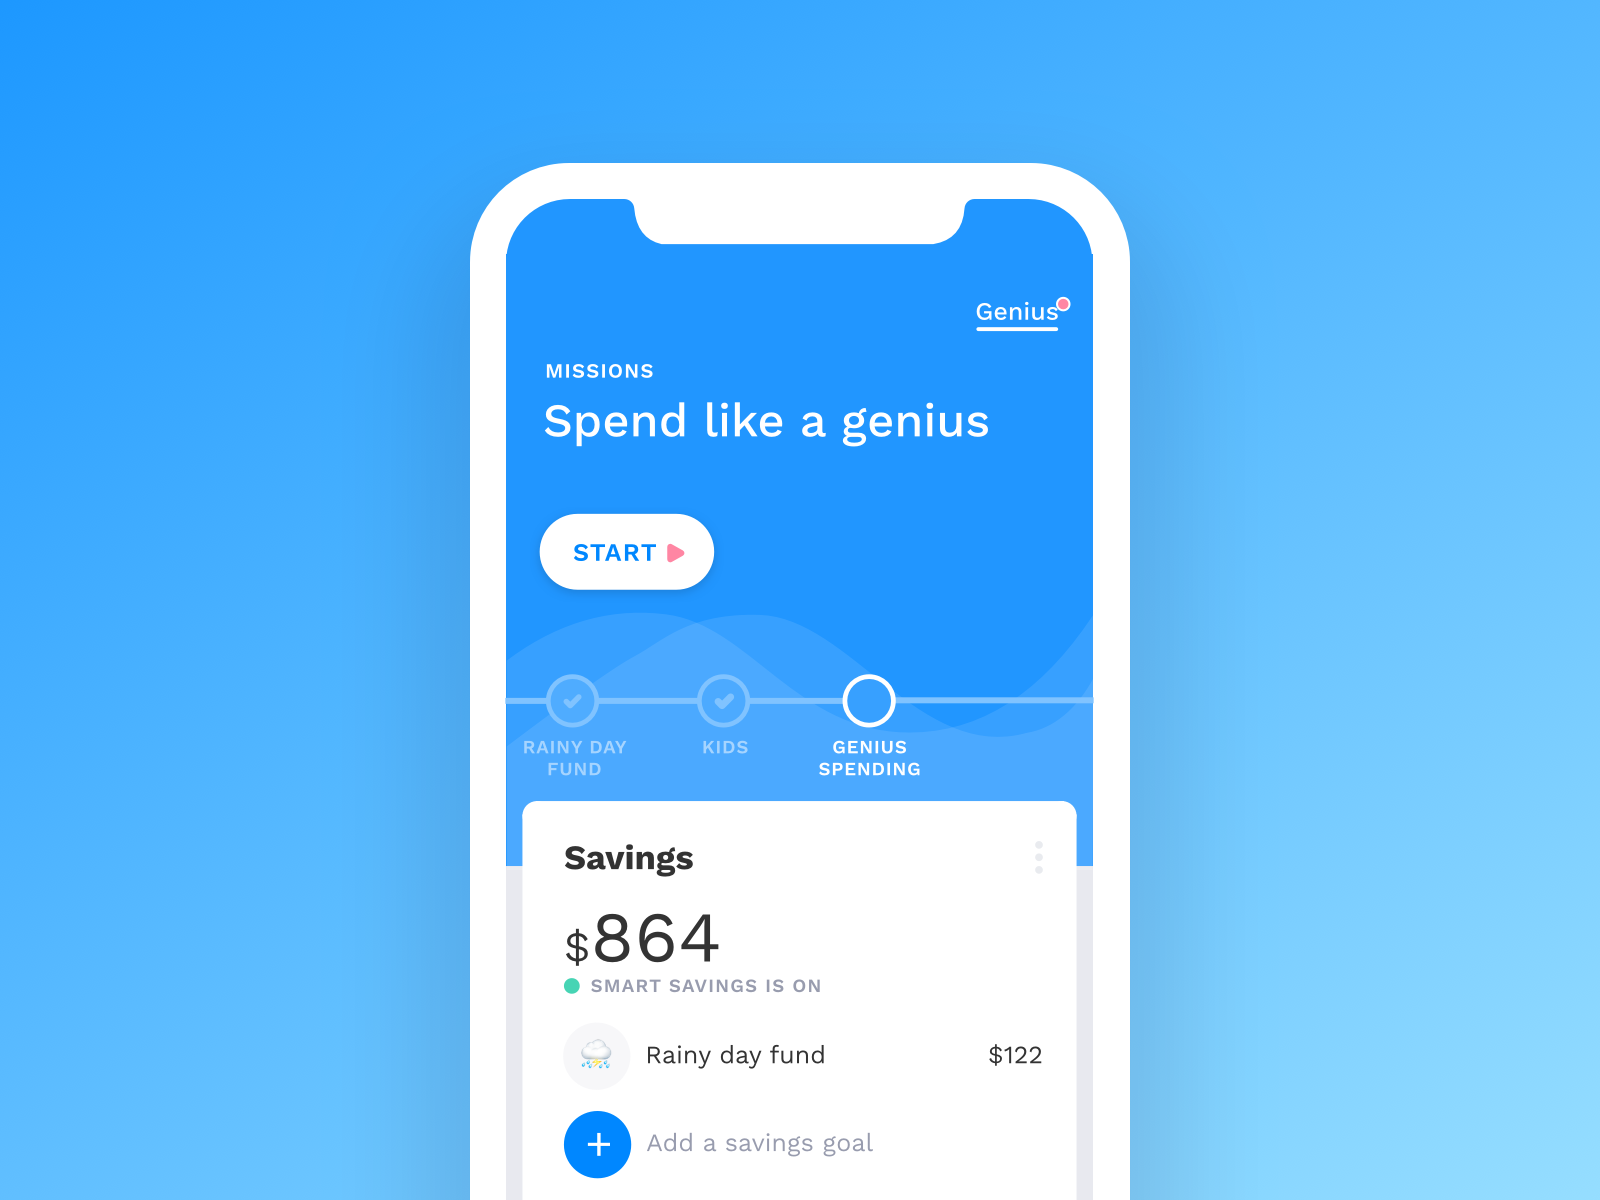 Genius
MISSIONS
Spend like a genius
START
RAINY DAY
FUND
KIDS
GENIUS
SPENDING
Savings
$864
SMART SAVINGS IS ON
Rainy day fund $122
Add a savings goal